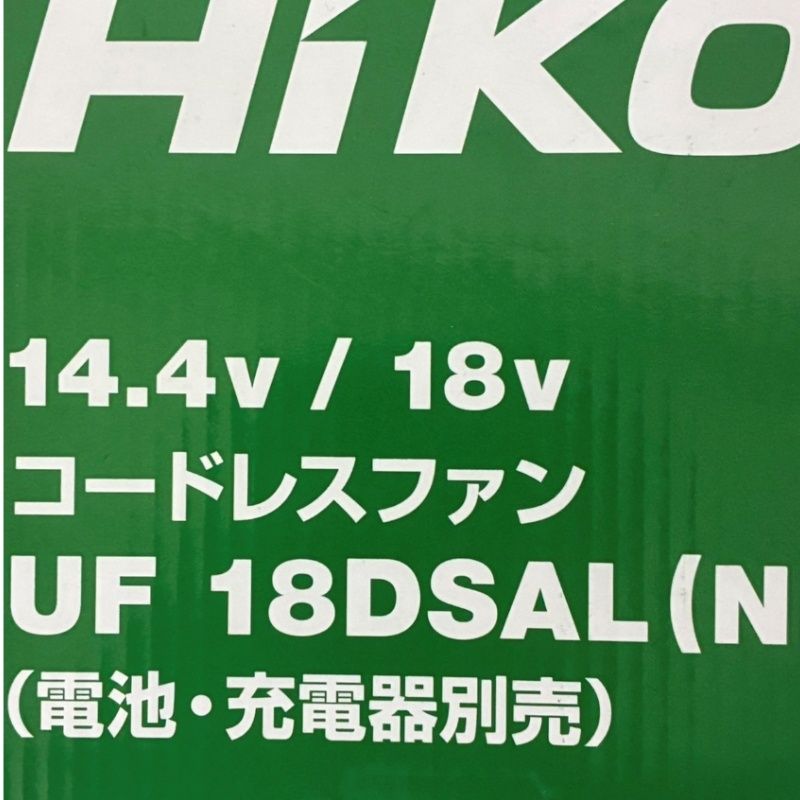 HiKO
14.4v / 18v
コードレスファン
UF 18DSAL(N
(電池・充電器別売)